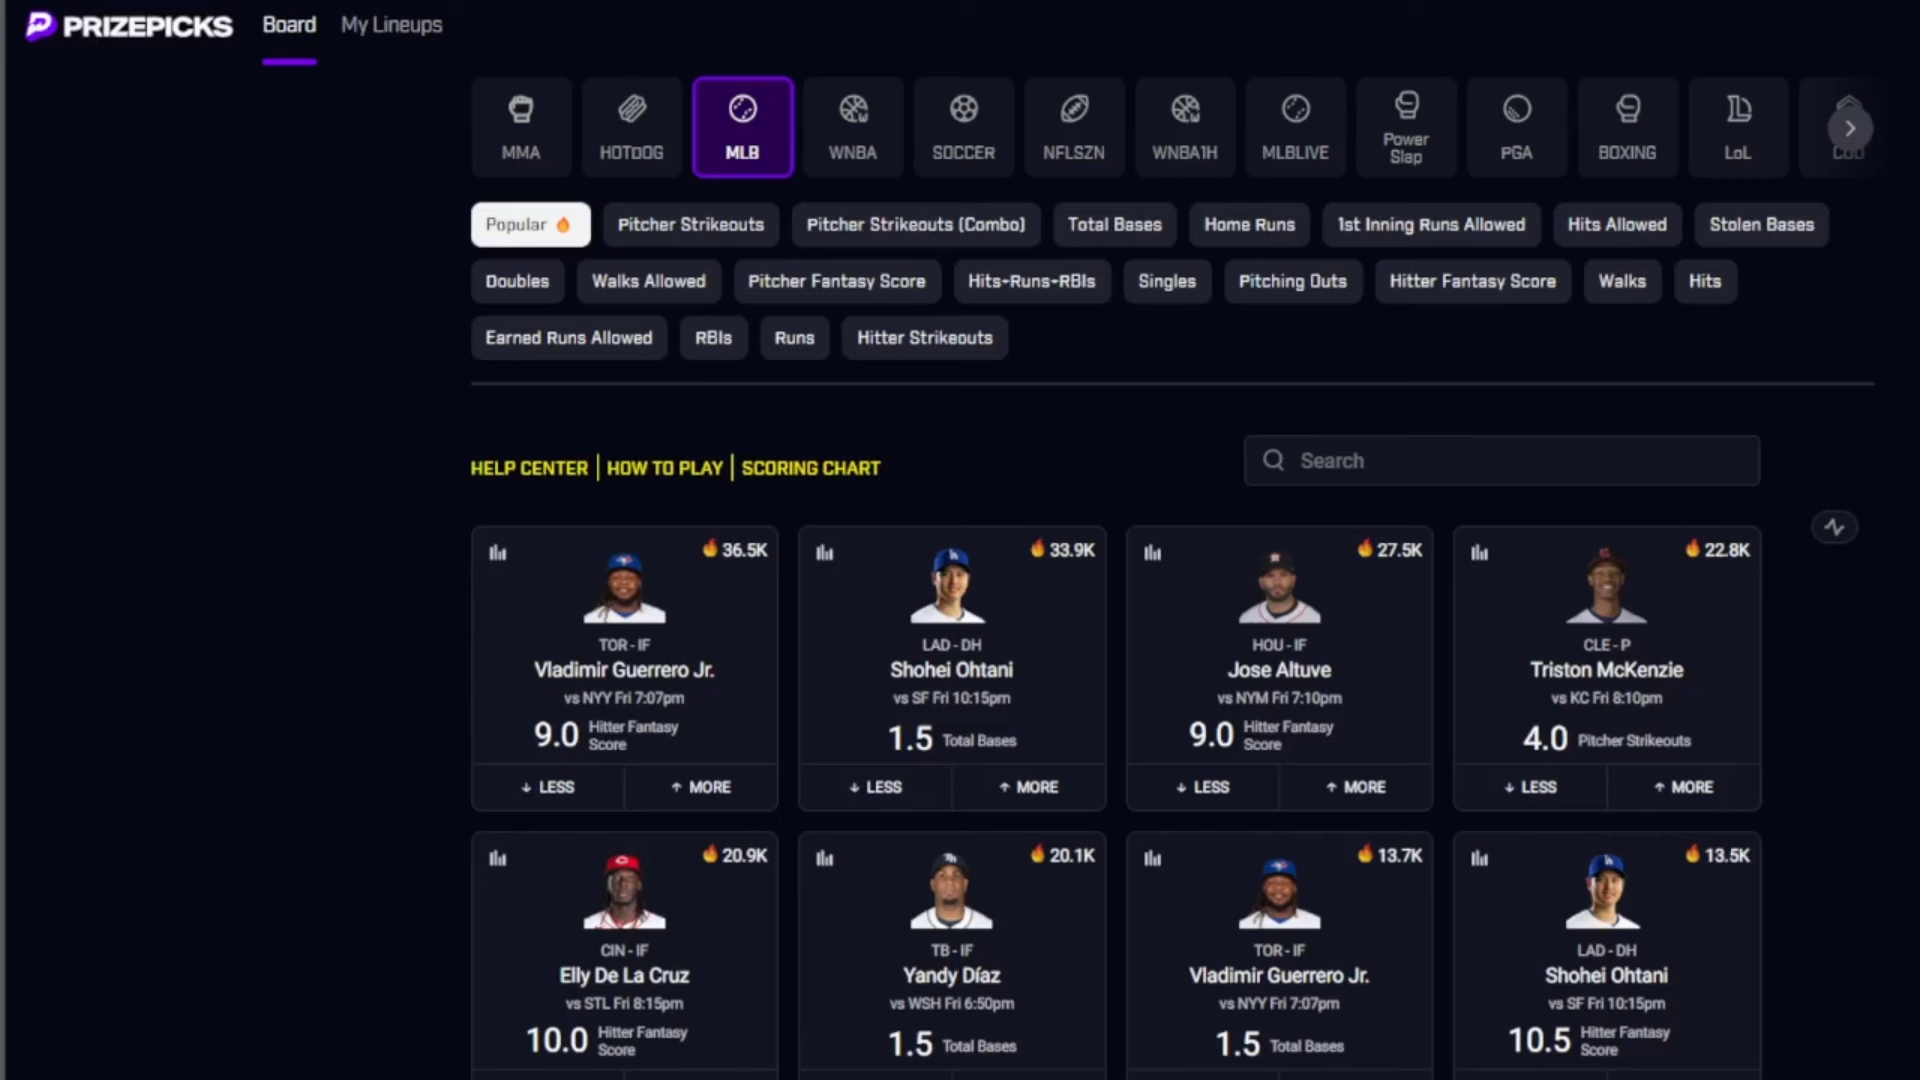 PRIZEPICKS Board My Lineups
MMA HOTDOG MLB WNBA SOCCER NFLSZN WNBA1H MLBLIVE Power Slap PGA BOXING LoL
Popular Pitcher Strikeouts Pitcher Strikeouts (Combo) Total Bases Home Runs 1st Inning Runs Allowed Hits Allowed Stolen Bases
Doubles Walks Allowed Pitcher Fantasy Score Hits+Runs+RBIs Singles Pitching Outs Hitter Fantasy Score Walks Hits
Earned Runs Allowed RBIs Runs Hitter Strikeouts
HELP CENTER | HOW TO PLAY | SCORING CHART
Search
36.5K
TOR - IF
Vladimir Guerrero Jr.
vs NYY Fri 7:07pm
9.0 Hitter Fantasy Score
LESS MORE
33.9K
LAD - DH
Shohei Ohtani
vs SF Fri 10:15pm
1.5 Total Bases
LESS MORE
27.5K
HOU - IF
Jose Altuve
vs NYM Fri 7:10pm
9.0 Hitter Fantasy Score
LESS MORE
22.8K
CLE - P
Triston McKenzie
vs KC Fri 8:10pm
4.0 Pitcher Strikeouts
LESS MORE
20.9K
CIN - IF
Elly De La Cruz
vs STL Fri 8:15pm
10.0 Hitter Fantasy Score
20.1K
TB - IF
Yandy Díaz
vs WSH Fri 6:50pm
1.5 Total Bases
13.7K
TOR - IF
Vladimir Guerrero Jr.
vs NYY Fri 7:07pm
1.5 Total Bases
13.5K
LAD - DH
Shohei Ohtani
vs SF Fri 10:15pm
10.5 Hitter Fantasy Score